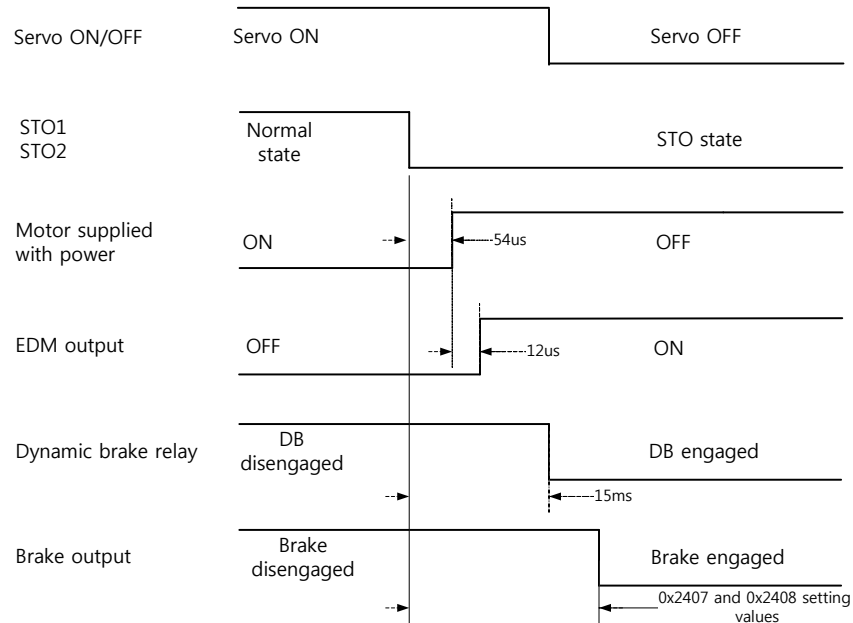 Servo ON/OFF
Servo ON
Servo OFF
STO1
STO2
Normal
state
STO state
Motor supplied
with power
ON
54us
OFF
EDM output
OFF
12us
ON
Dynamic brake relay
DB
disengaged
DB engaged
15ms
Brake output
Brake
disengaged
Brake engaged
0x2407 and 0x2408 setting
values